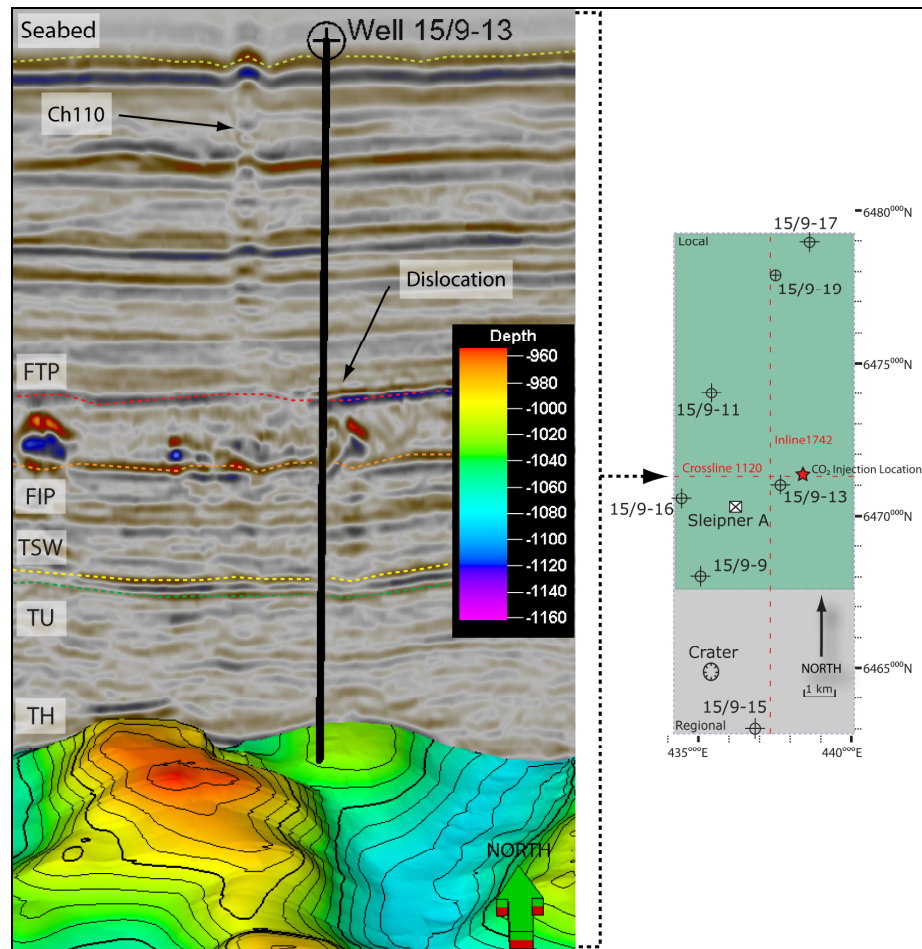 Seabed
Well 15/9-13
Ch110
Dislocation
FTP
FIP
TSW
TU
TH
Depth
-960
-980
-1000
-1020
-1040
-1060
-1080
-1100
-1120
-1140
-1160
NORTH
6480⁰⁰⁰N
15/9-17
Local
15/9-19
6475⁰⁰⁰N
15/9-11
Inline1742
Crossline 1120
CO₂ Injection Location
15/9-13
15/9-16
Sleipner A
6470⁰⁰⁰N
15/9-9
NORTH
Crater
6465⁰⁰⁰N
1 km
15/9-15
Regional
435⁰⁰⁰E
440⁰⁰⁰E